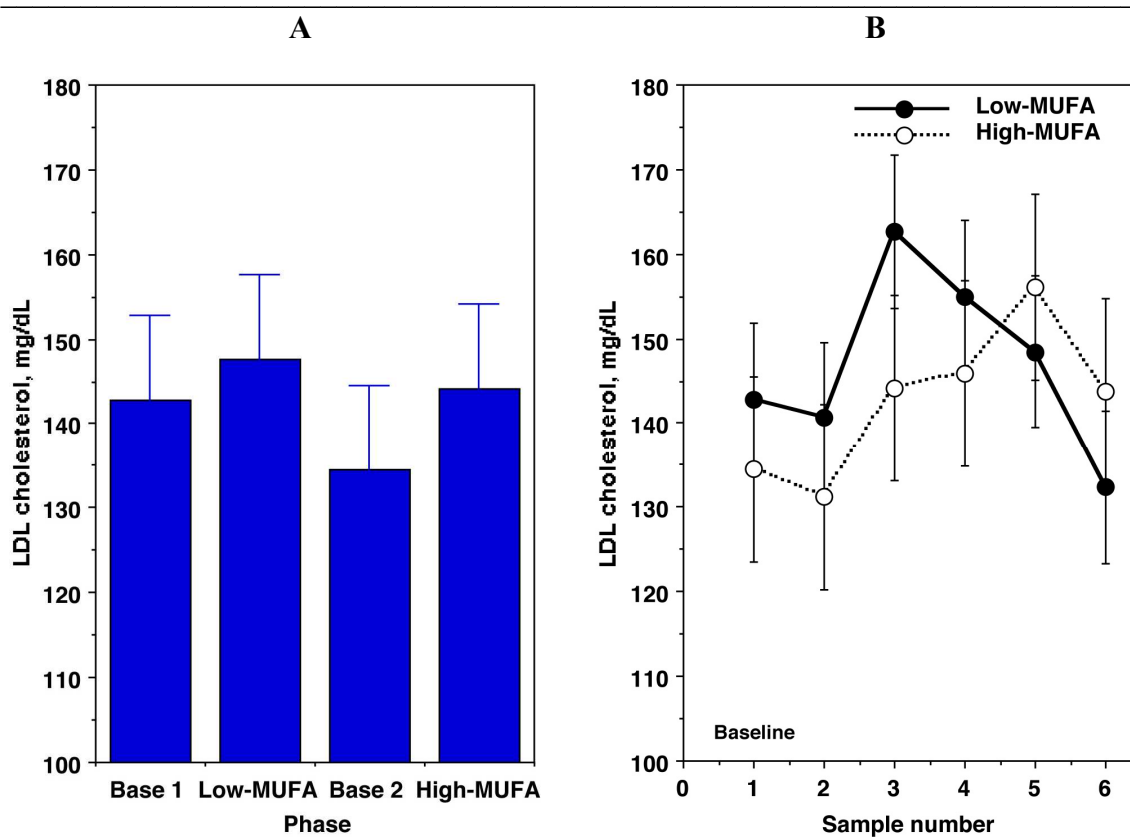 A
180
170
160
150
140
130
120
110
100
LDL cholesterol, mg/dL
Base 1 Low-MUFA Base 2 High-MUFA
Phase
B
Low-MUFA
High-MUFA
180
170
160
150
140
130
120
110
100
LDL cholesterol, mg/dL
Baseline
0 1 2 3 4 5 6
Sample number